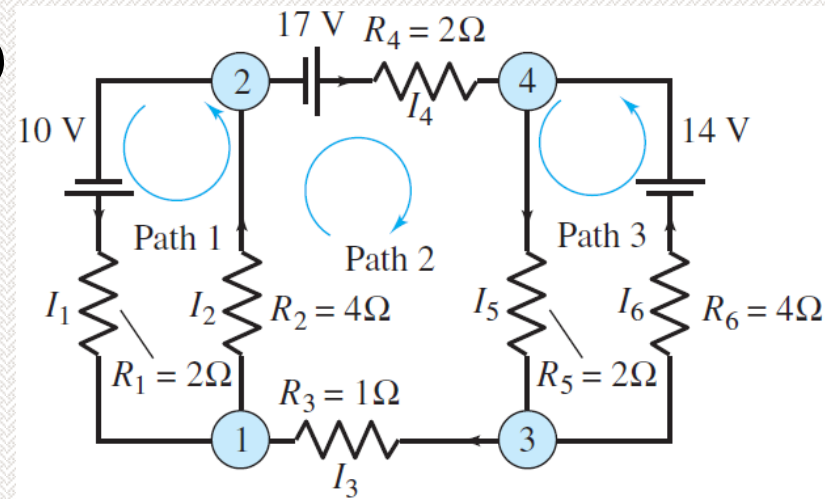 17 V R₄ = 2Ω
2
4
I₄
10 V
14 V
Path 1
Path 2
Path 3
I₁
I₂
R₂ = 4Ω
I₅
I₆
R₆ = 4Ω
R₁ = 2Ω
R₃ = 1Ω
R₅ = 2Ω
1
3
I₃